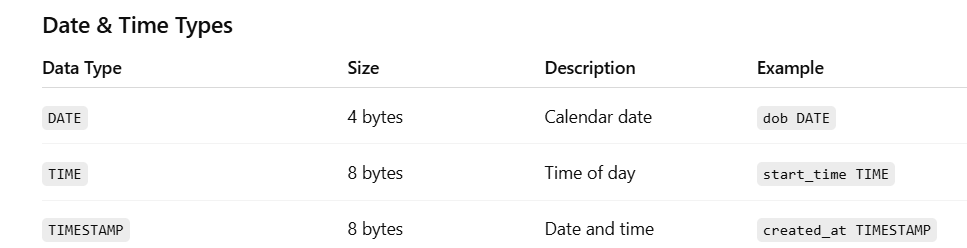 Date & Time Types
Data Type Size Description Example
DATE 4 bytes Calendar date dob DATE
TIME 8 bytes Time of day start_time TIME
TIMESTAMP 8 bytes Date and time created_at TIMESTAMP